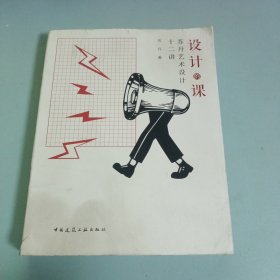 设计的课
苏丹艺术设计
十二讲
苏丹 著
中国建筑工业出版社